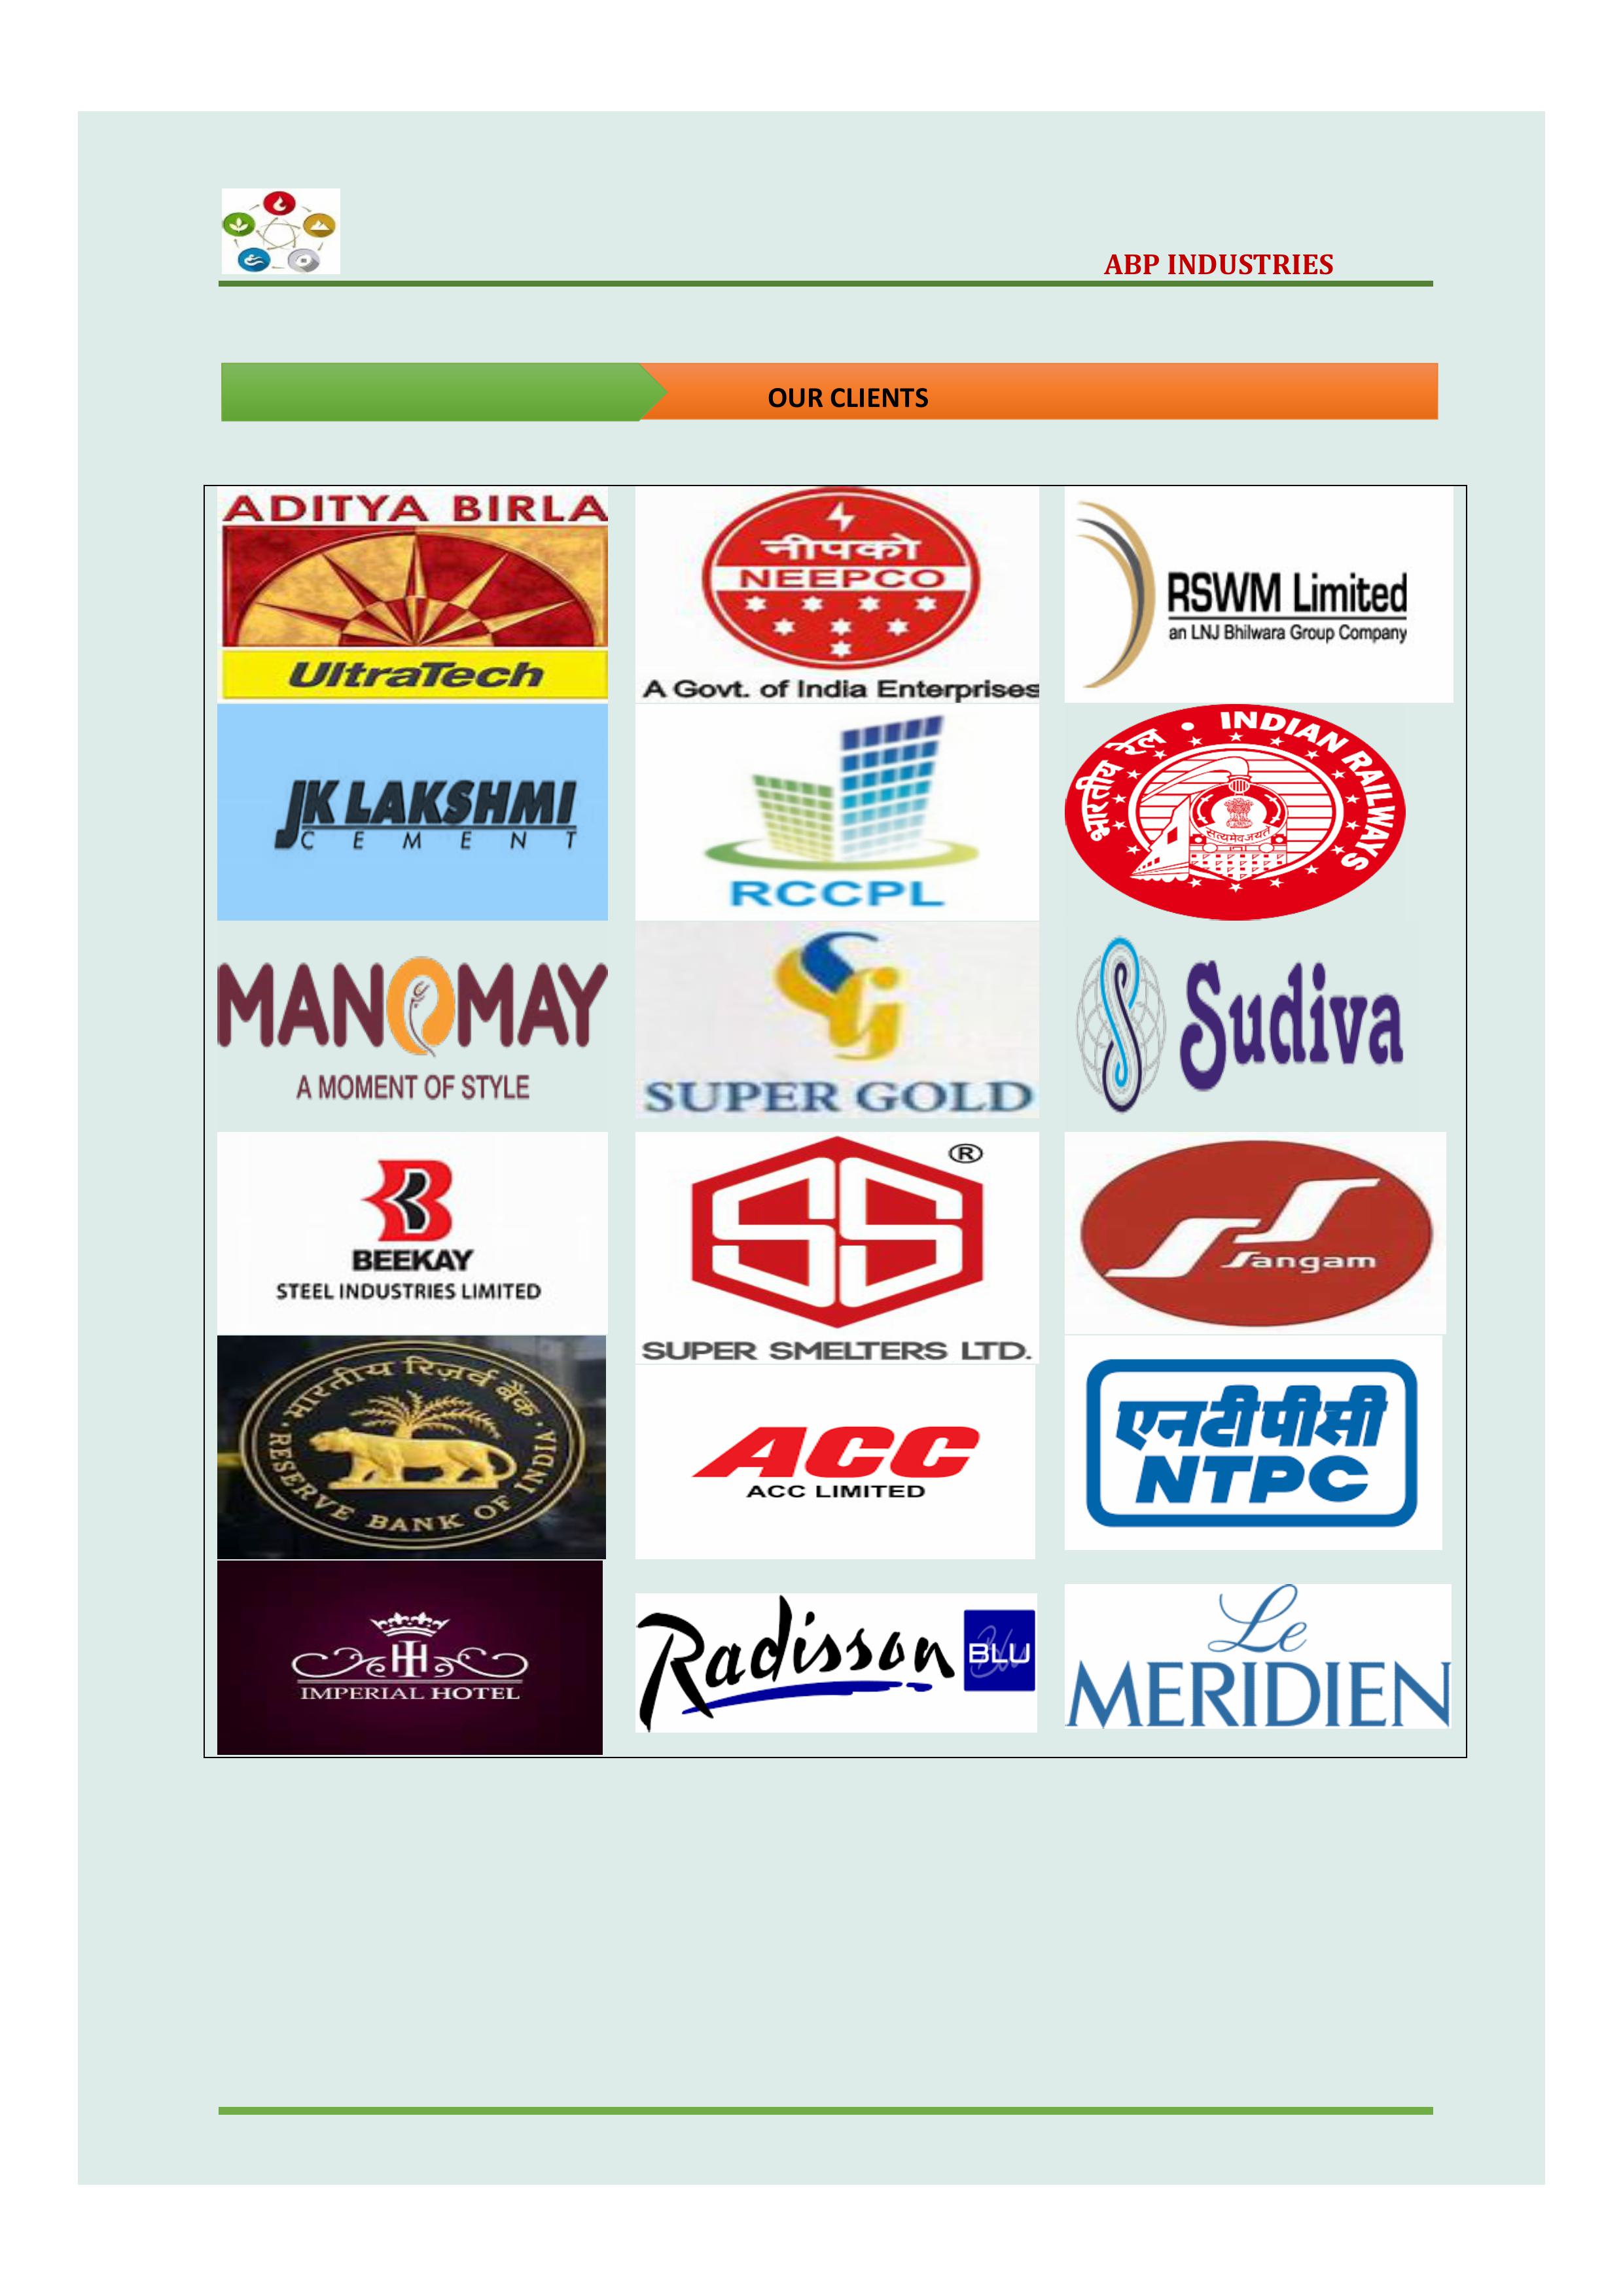 ABP INDUSTRIES
OUR CLIENTS
ADITYA BIRLA
UltraTech
नीपको
NEEPCO
A Govt. of India Enterprises
RSWM Limited
an LNJ Bhilwara Group Company
JK LAKSHMI
CEMENT
RCCPL
भारतीय रेल • INDIAN RAILWAYS
सत्यमेव जयते
MANOMAY
A MOMENT OF STYLE
SUPER GOLD
Sudiva
BEEKAY
STEEL INDUSTRIES LIMITED
®
SUPER SMELTERS LTD.
Sangam
भारतीय रिज़र्व बैंक
RESERVE BANK OF INDIA
ACC
ACC LIMITED
एनटीपीसी
NTPC
IMPERIAL HOTEL
Radisson BLU
Le
MERIDIEN